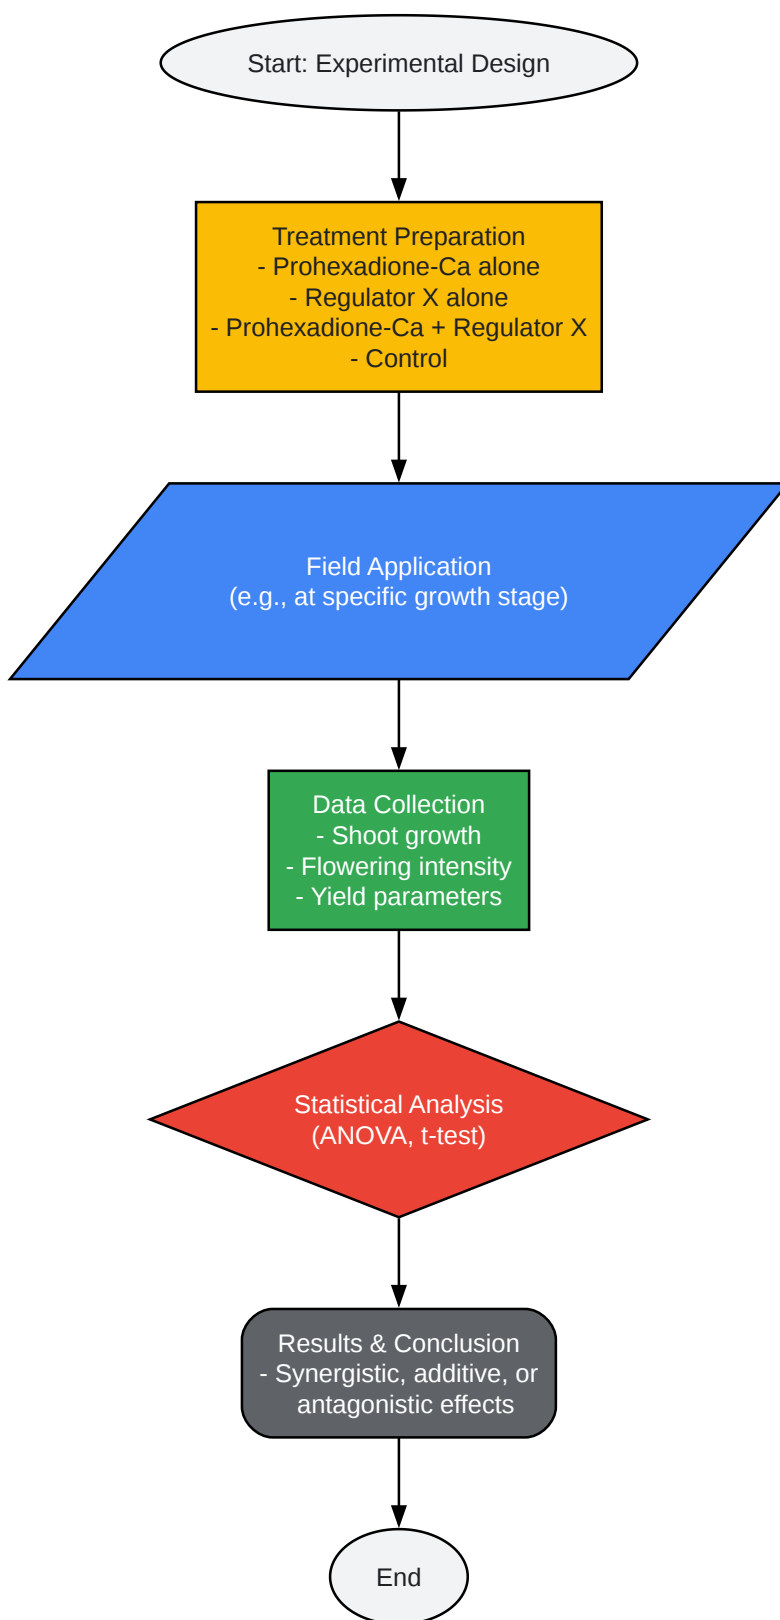 Start: Experimental Design
Treatment Preparation
- Prohexadione-Ca alone
- Regulator X alone
- Prohexadione-Ca + Regulator X
- Control
Field Application
(e.g., at specific growth stage)
Data Collection
- Shoot growth
- Flowering intensity
- Yield parameters
Statistical Analysis
(ANOVA, t-test)
Results & Conclusion
- Synergistic, additive, or
antagonistic effects
End